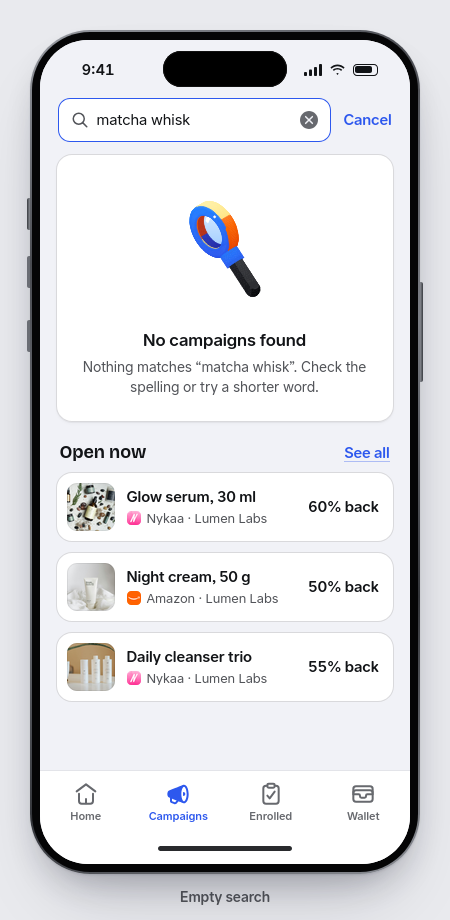 9:41
matcha whisk
Cancel
No campaigns found
Nothing matches “matcha whisk”. Check the
spelling or try a shorter word.
Open now
See all
Glow serum, 30 ml
Nykaa · Lumen Labs
60% back
Night cream, 50 g
Amazon · Lumen Labs
50% back
Daily cleanser trio
Nykaa · Lumen Labs
55% back
Home
Campaigns
Enrolled
Wallet
Empty search